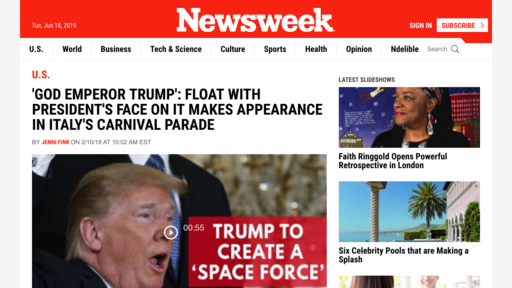 Tue, Jun 18, 2019
Newsweek
SIGN IN
SUBSCRIBE >
U.S.
World
Business
Tech & Science
Culture
Sports
Health
Opinion
Ndelible
Search
U.S.
'GOD EMPEROR TRUMP': FLOAT WITH
PRESIDENT'S FACE ON IT MAKES APPEARANCE
IN ITALY'S CARNIVAL PARADE
BY JENNI FINK ON 2/10/19 AT 10:02 AM EST
00:55
TRUMP TO
CREATE A
'SPACE FORCE'
LATEST SLIDESHOWS
Faith Ringgold Opens Powerful
Retrospective in London
Six Celebrity Pools that are Making a
Splash